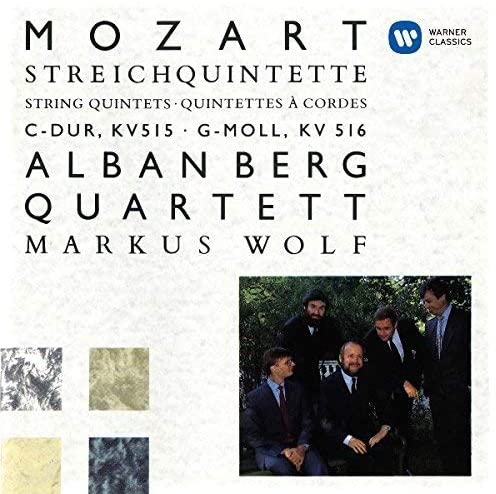 MOZART
WARNER
CLASSICS
STREICHQUINTETTE
STRING QUINTETS · QUINTETTES À CORDES
C-DUR, KV515 · G-MOLL, KV 516
ALBAN BERG
QUARTETT
MARKUS WOLF